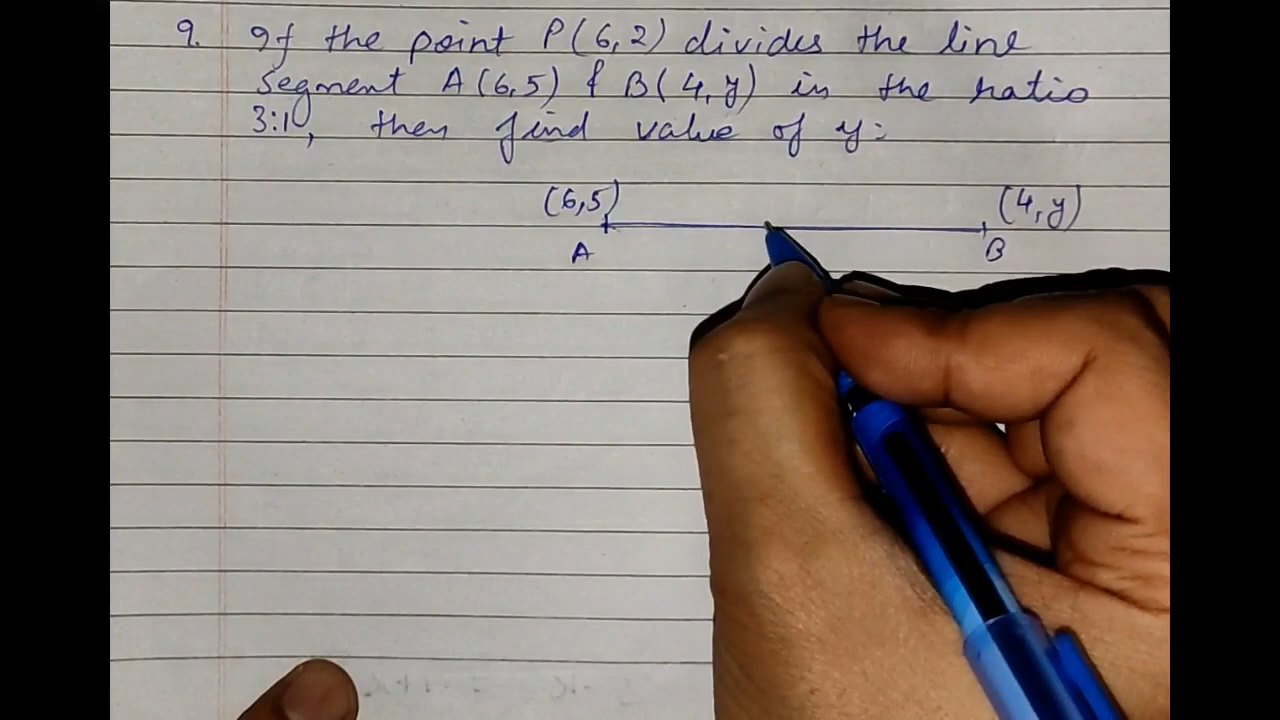 9. If the point P(6,2) divides the line
segment A(6,5) & B(4,y) in the ratio
3:1, then find value of y:
(6,5) (4,y)
A B